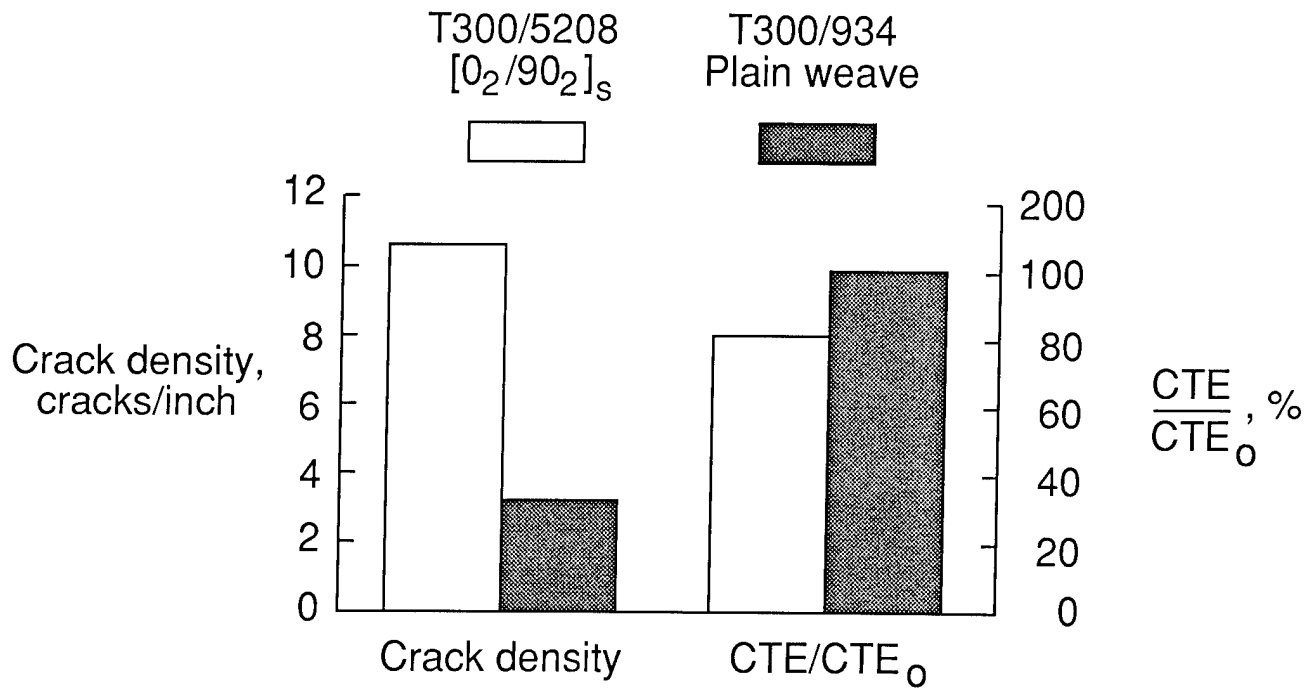 T300/5208
[0₂/90₂]ₛ
T300/934
Plain weave
12
10
8
6
4
2
0
Crack density,
cracks/inch
200
100
80
60
40
20
0
CTE
CTEₒ , %
Crack density
CTE/CTEₒ